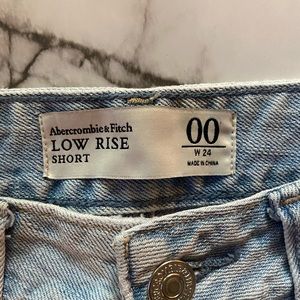 Abercrombie & Fitch
LOW RISE
SHORT
00
W 24
MADE IN CHINA